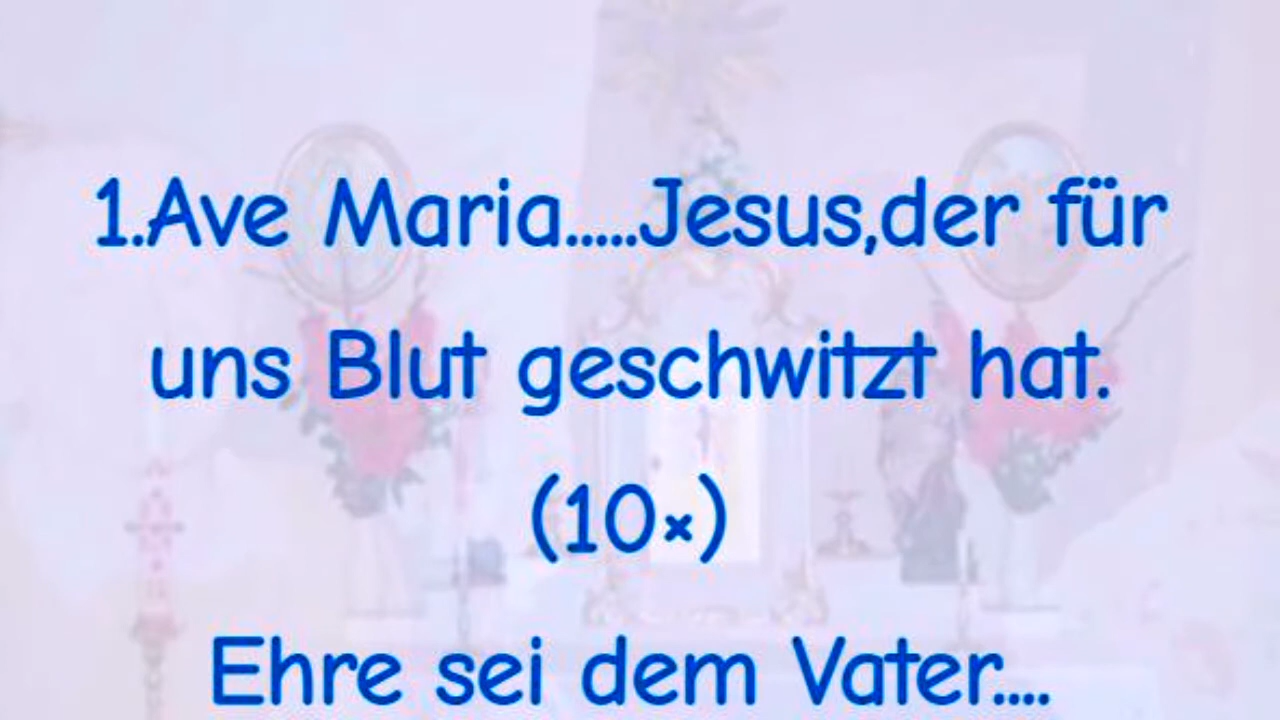 1.Ave Maria.....Jesus,der für
uns Blut geschwitzt hat.
(10×)
Ehre sei dem Vater....